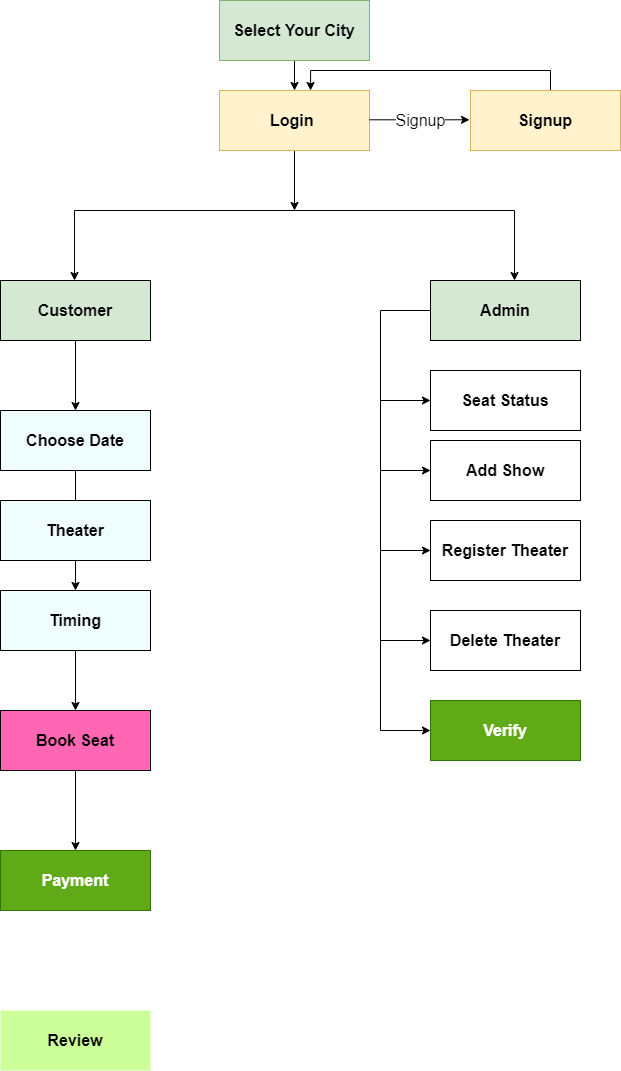 Select Your City
Login
Signup
Signup
Customer
Admin
Choose Date
Theater
Timing
Book Seat
Payment
Review
Seat Status
Add Show
Register Theater
Delete Theater
Verify